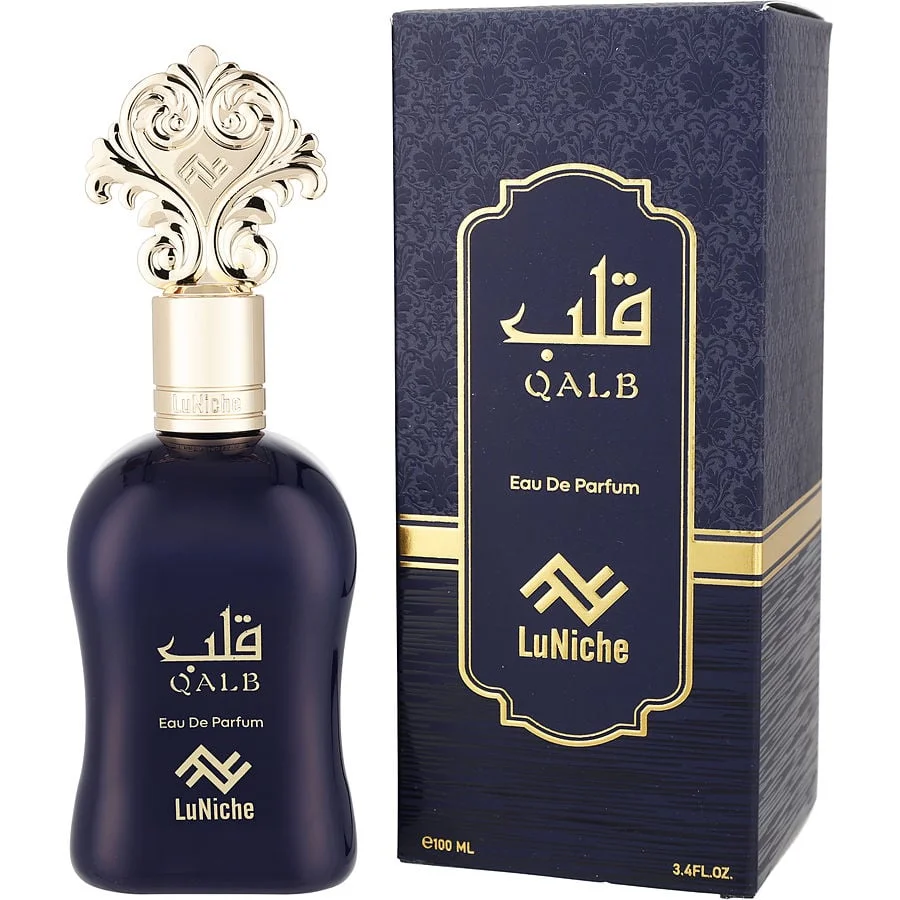 LuNiche
قلب
QALB
Eau De Parfum
LuNiche
قلب
QALB
Eau De Parfum
LuNiche
℮100 ML
3.4FL.OZ.